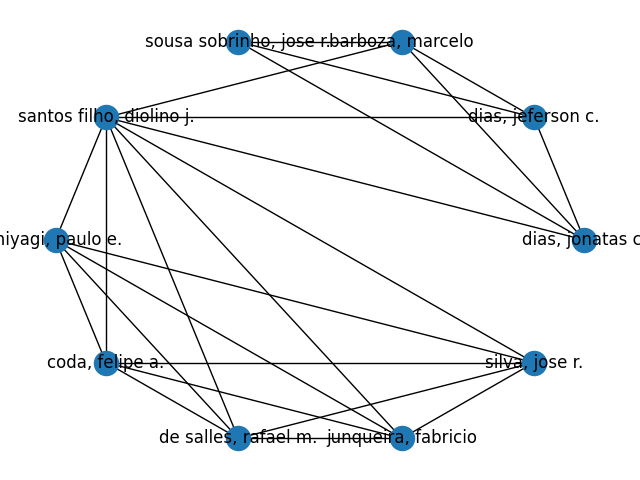 sousa sobrinho, jose r.
barboza, marcelo
santos filho, diolino j.
dias, jeferson c.
miyagi, paulo e.
dias, jonatas c
coda, felipe a.
silva, jose r.
de salles, rafael m.
junqueira, fabricio